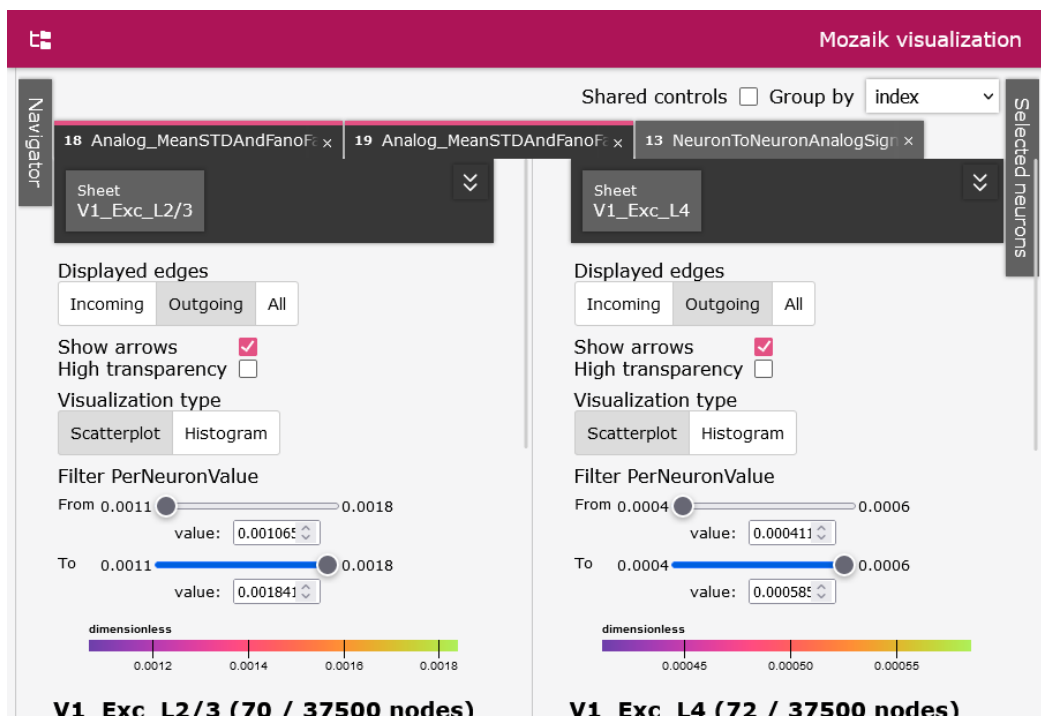 Mozaik visualization
Navigator
Shared controls Group by index
Selected neurons
18 Analog_MeanSTDAndFanoFa × 19 Analog_MeanSTDAndFanoFa × 13 NeuronToNeuronAnalogSign ×
Sheet
V1_Exc_L2/3
Sheet
V1_Exc_L4
Displayed edges
Incoming Outgoing All
Show arrows
High transparency
Visualization type
Scatterplot Histogram
Filter PerNeuronValue
From 0.0011 0.0018
value: 0.001065
To 0.0011 0.0018
value: 0.001841
dimensionless
0.0012 0.0014 0.0016 0.0018
V1_Exc_L2/3 (70 / 37500 nodes)
Displayed edges
Incoming Outgoing All
Show arrows
High transparency
Visualization type
Scatterplot Histogram
Filter PerNeuronValue
From 0.0004 0.0006
value: 0.000411
To 0.0004 0.0006
value: 0.000585
dimensionless
0.00045 0.00050 0.00055
V1_Exc_L4 (72 / 37500 nodes)